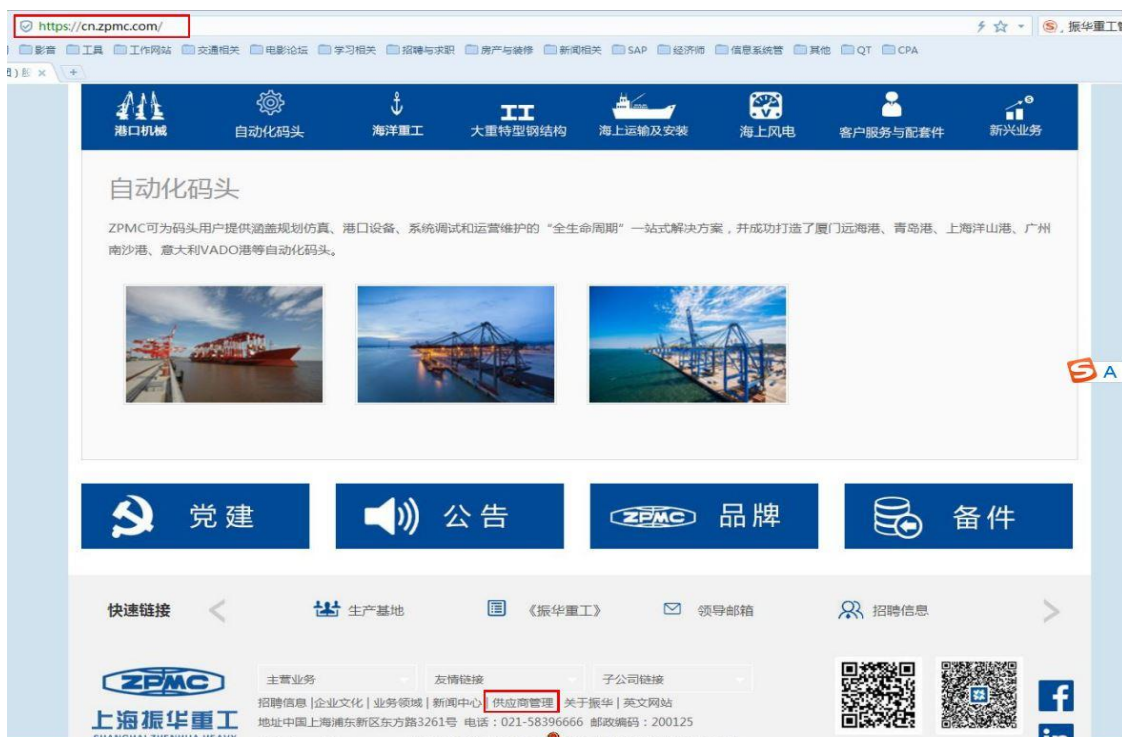 https://cn.zpmc.com/
振华重工
影音 工具 工作网站 交通相关 电影论坛 学习相关 招聘与求职 房产与装修 新闻相关 SAP 经济师 信息系统管 其他 QT CPA
港口机械 自动化码头 海洋重工 大重特型钢结构 海上运输及安装 海上风电 客户服务与配套件 新兴业务
自动化码头
ZPMC可为码头用户提供涵盖规划仿真、港口设备、系统调试和运营维护的“全生命周期”一站式解决方案，并成功打造了厦门远海港、青岛港、上海洋山港、广州
南沙港、意大利VADO港等自动化码头。
A
党建 公告 ZPMC 品牌 备件
快速链接 生产基地 《振华重工》 领导邮箱 招聘信息
主营业务 友情链接 子公司链接
ZPMC
招聘信息|企业文化|业务领域|新闻中心|供应商管理|关于振华|英文网站
上海振华重工
地址中国上海浦东新区东方路3261号 电话：021-58396666 邮政编码：200125